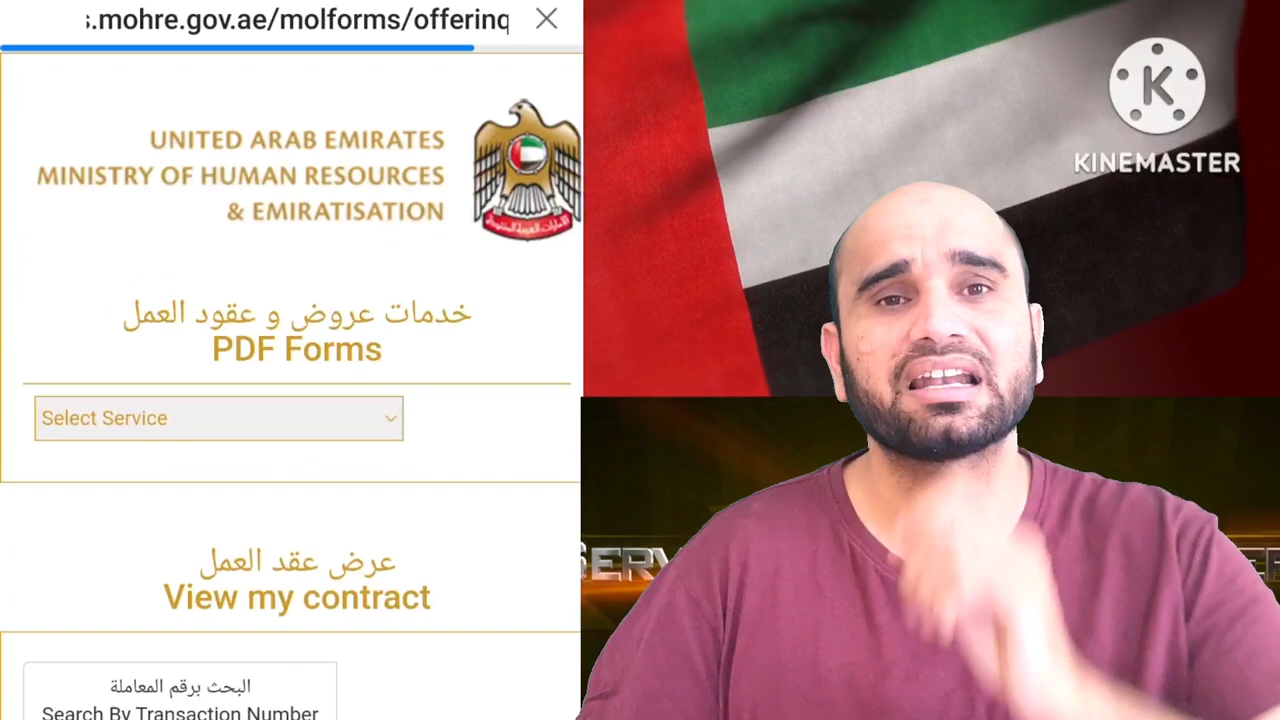 .mohre.gov.ae/molforms/offering
UNITED ARAB EMIRATES
MINISTRY OF HUMAN RESOURCES
& EMIRATISATION
خدمات عروض و عقود العمل
PDF Forms
Select Service
عرض عقد العمل
View my contract
البحث برقم المعاملة
Search By Transaction Number
K
KINEMASTER